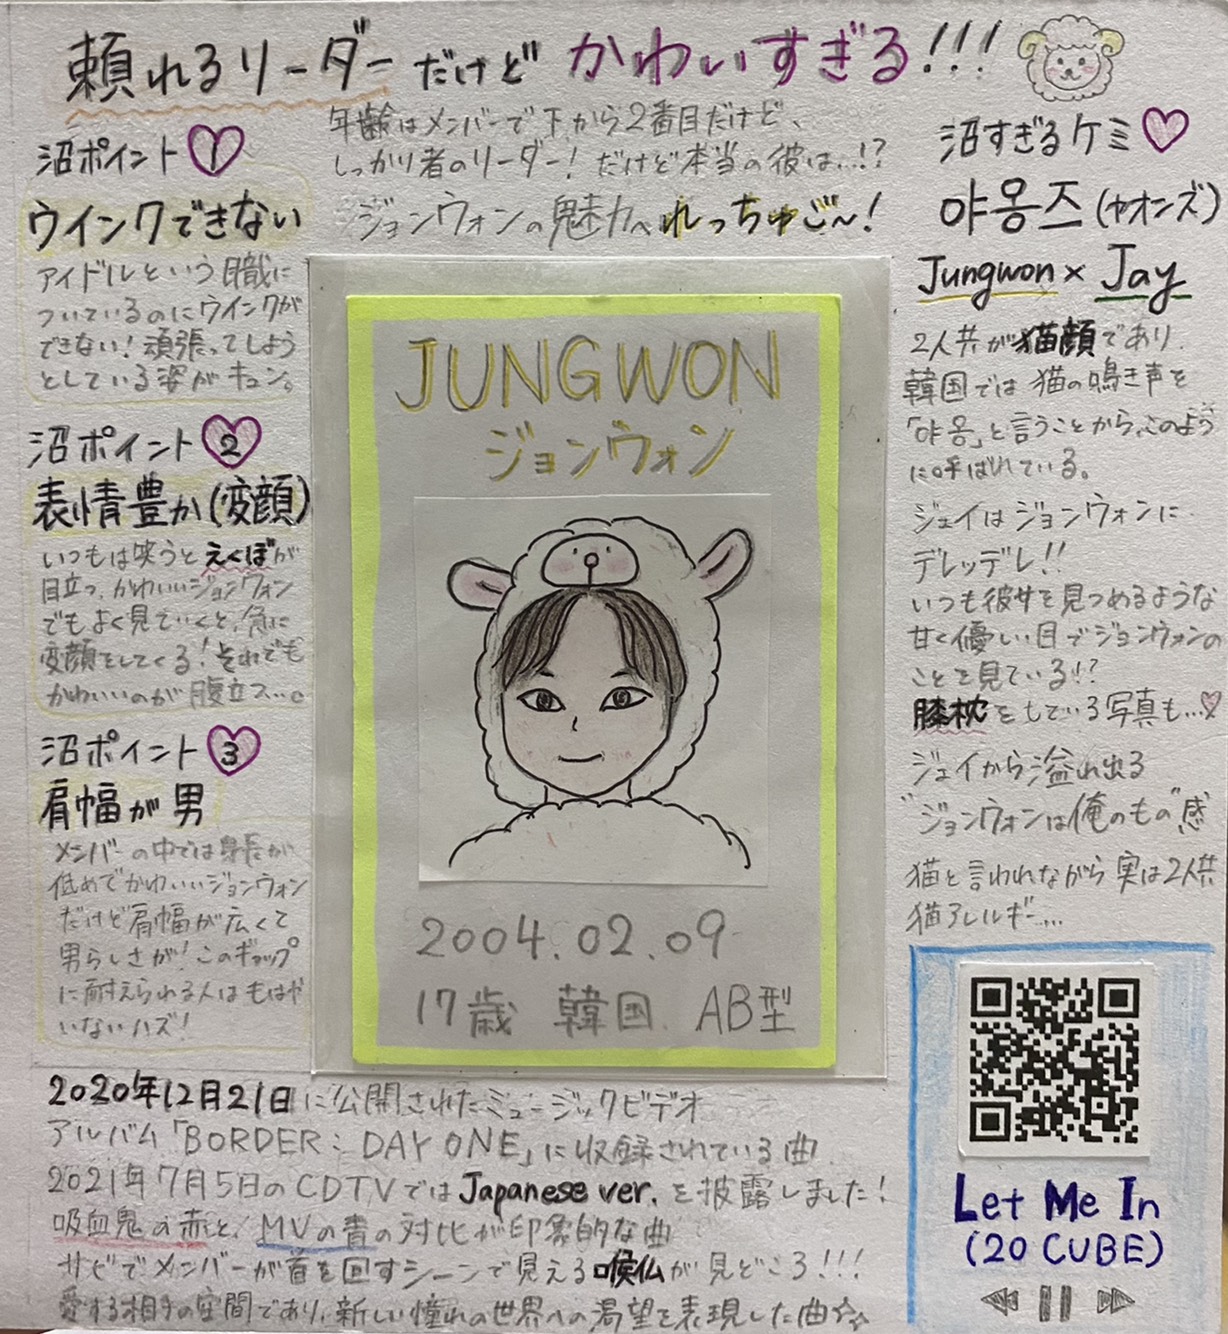 頼れるリーダーだけど かわいすぎる!!!
年齢はメンバーで下から2番目だけど、
しっかり者のリーダー! だけど本当の彼は…!?
ジョンウォンの魅力へれっちゅご〜!
沼ポイント 1
ウインクできない
アイドルという職に
ついているのにウインクが
できない! 頑張ってしよう
としている姿がキュン。
沼ポイント 2
表情豊か(変顔)
いつもは笑うとえくぼが
目立つ、かわいいジョンウォン
でもよく見ていくと、急に
変顔をしてくる! それでも
かわいいのが腹立つ…。
沼ポイント 3
肩幅が男
メンバーの中では身長が
低めでかわいいジョンウォン
だけど肩幅が広くて
男らしさが! このギャップ
に耐えられる人はもはや
いないハズ!
JUNGWON
ジョンウォン
2004.02.09
17歳 韓国 AB型
沼すぎるケミ
야옹즈(ヤオンズ)
Jungwon × Jay
2人共が猫顔であり、
韓国では猫の鳴き声を
「야옹」と言うことから、このよう
に呼ばれている。
ジェイはジョンウォンに
デレッデレ!!
いつも彼女を見つめるような
甘く優しい目でジョンウォンの
ことを見ている!?
膝枕をしている写真も…
ジェイから溢れ出る
"ジョンウォンは俺のもの"感
猫と言われながら実は2人共
猫アレルギー…
Let Me In
(20 CUBE)
2020年12月21日に公開されたミュージックビデオ
アルバム「BORDER: DAY ONE」に収録されている曲
2021年7月5日のCDTVではJapanese ver.を披露しました!
吸血鬼の赤と、MVの青の対比が印象的な曲
サビでメンバーが首を回すシーンで見える喉仏が見どころ!!!
愛する相手の空間であり、新しい憧れの世界への渇望を表現した曲☆☆